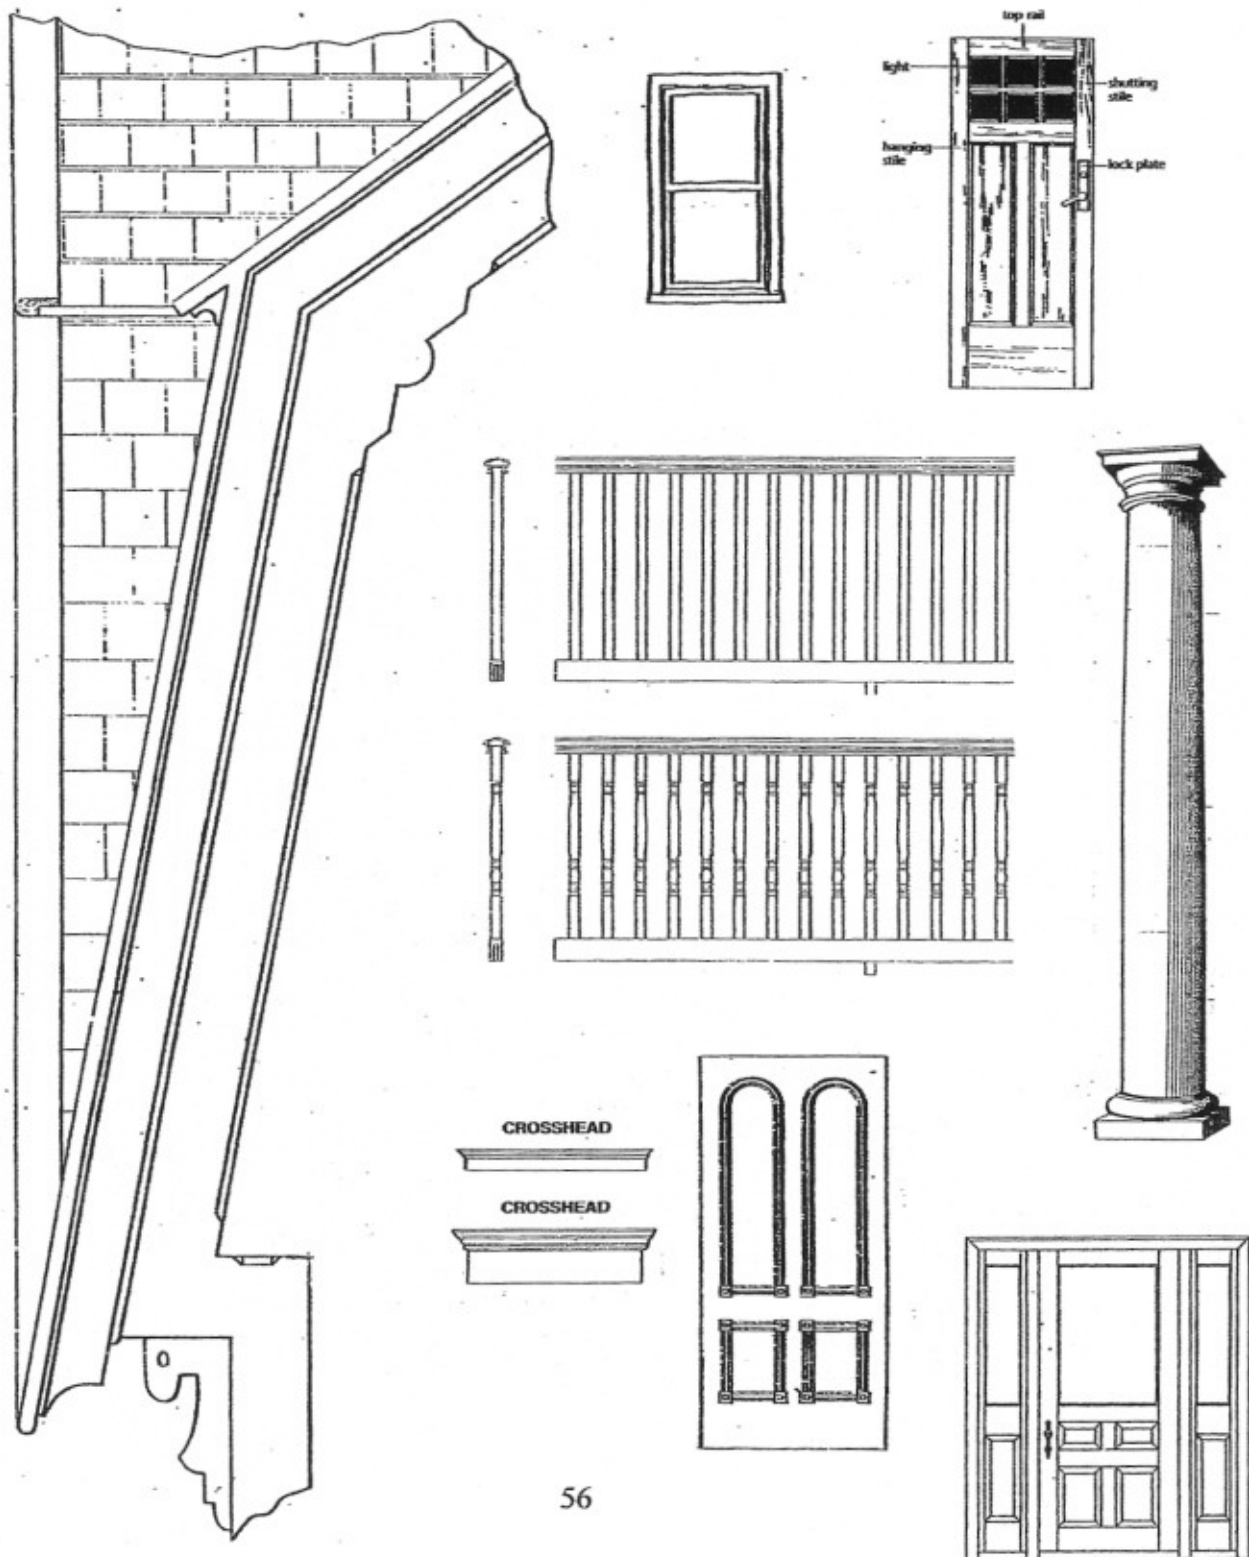 top rail
light
shutting
stile
hanging
stile
lock plate
CROSSHEAD
CROSSHEAD
56